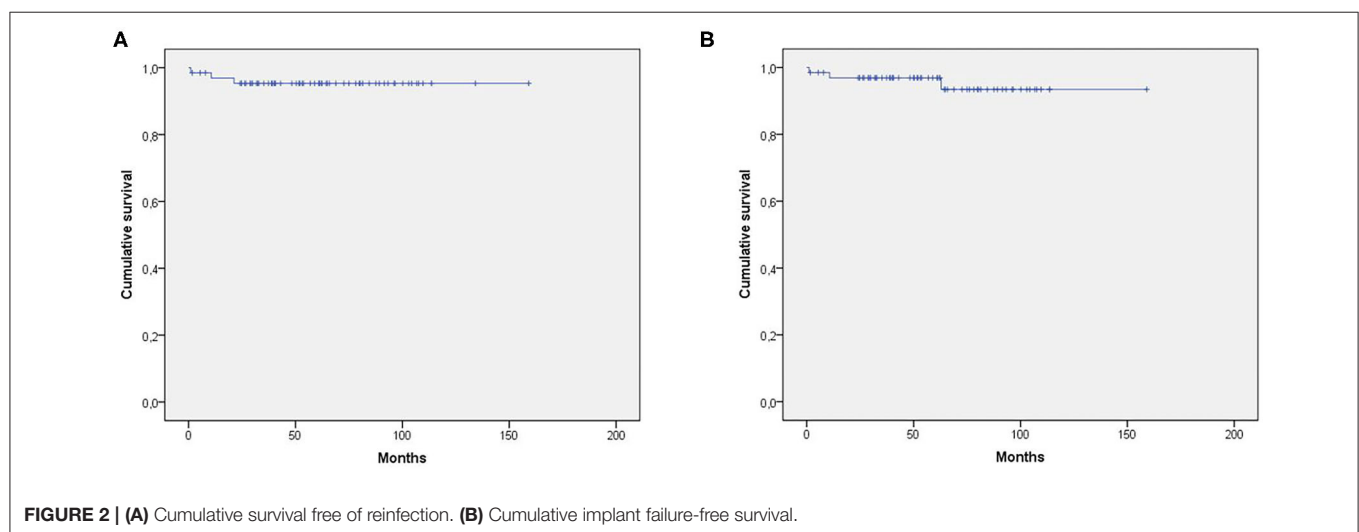 A
1,0
0,8
0,6
0,4
0,2
0,0
Cumulative survival
0 50 100 150 200
Months
B
1,0
0,8
0,6
0,4
0,2
0,0
Cumulative survival
0 50 100 150 200
Months
FIGURE 2 | (A) Cumulative survival free of reinfection. (B) Cumulative implant failure-free survival.